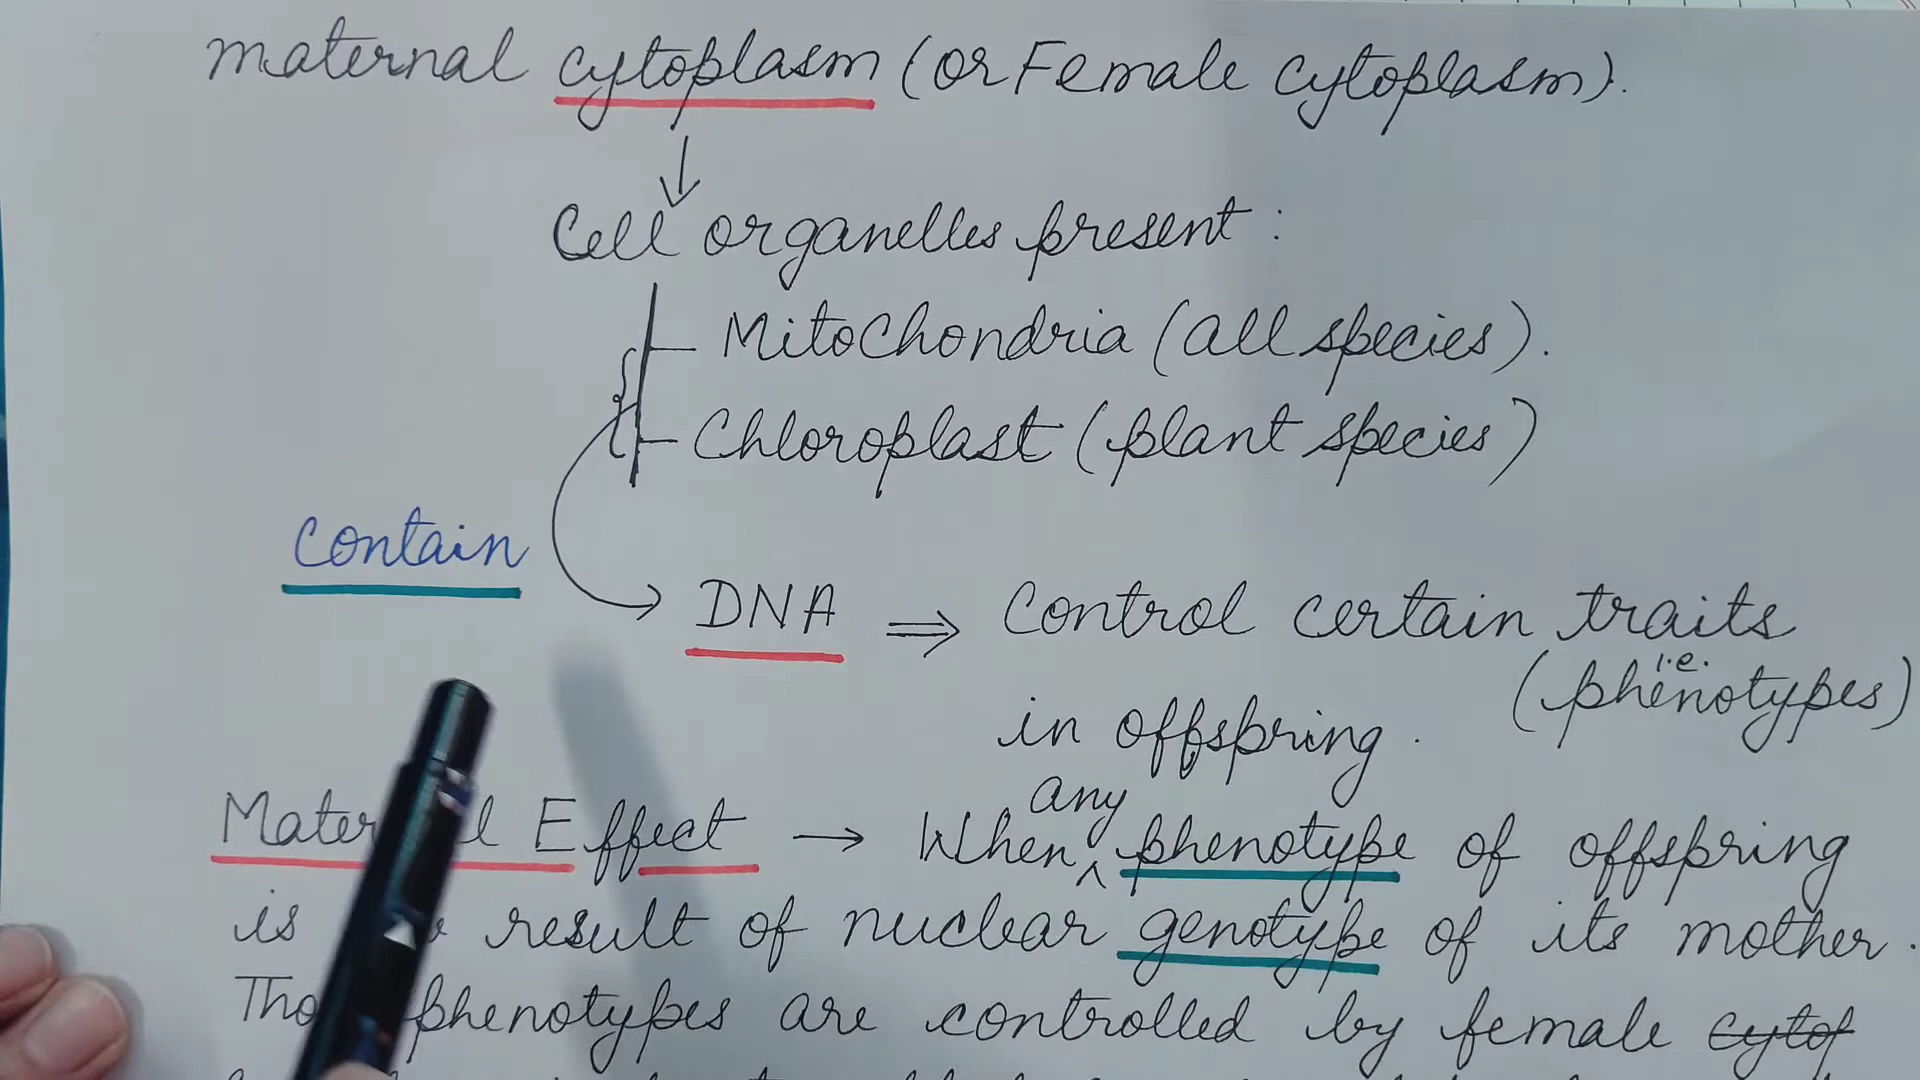 maternal cytoplasm (or Female cytoplasm).
Cell organelles present:
Mitochondria (all species).
Chloroplast (plant species)
Contain
DNA ⇒ Control certain traits
(i.e. phenotypes)
in offspring.
Effect → When any phenotype of offspring
is result of nuclear genotype of its mother.
phenotypes are controlled by female